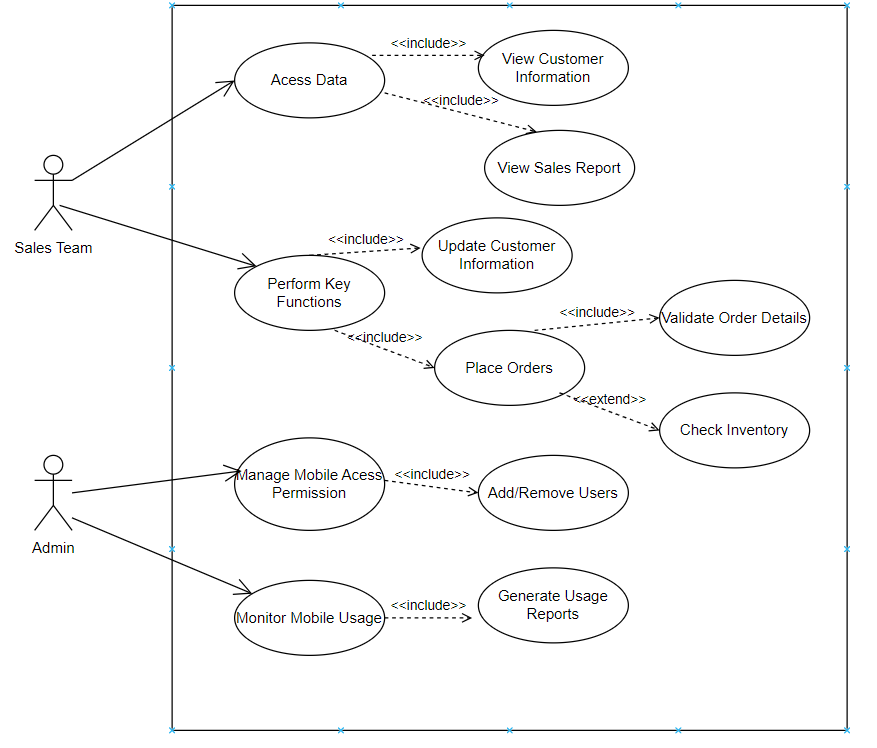 <<include>>
View Customer
Information
Acess Data
<<include>>
View Sales Report
Sales Team
<<include>>
Update Customer
Information
Perform Key
Functions
<<include>>
Validate Order Details
<<include>>
Place Orders
<<extend>>
Check Inventory
Manage Mobile Acess
Permission
<<include>>
Add/Remove Users
Admin
<<include>>
Generate Usage
Reports
Monitor Mobile Usage